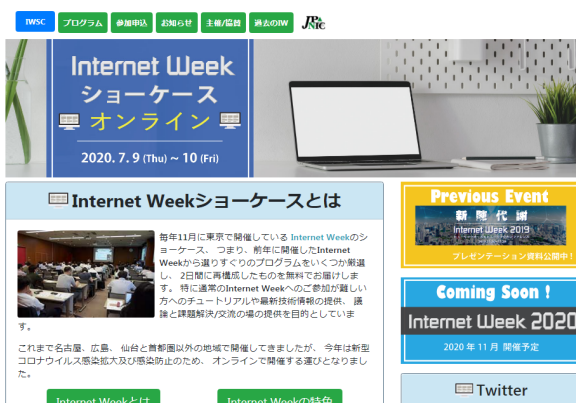 IWSC プログラム 参加申込 お知らせ 主催/協賛 過去のIW JPNIC
Internet Week
ショーケース
オンライン
2020. 7. 9 (Thu) ~ 10 (Fri)
Internet Weekショーケースとは
毎年11月に東京で開催している Internet Weekのシ
ョーケース、 つまり、前年に開催したInternet
Weekから選りすぐりのプログラムをいくつか厳選
し、 2日間に再構成したものを無料でお届けしま
す。 特に通常のInternet Weekへのご参加が難しい
方へのチュートリアルや最新技術情報の提供、 議
論と課題解決/交流の場の提供を目的としていま
す。
これまで名古屋、広島、 仙台と首都圏以外の地域で開催してきましたが、 今年は新型
コロナウイルス感染拡大及び感染防止のため、 オンラインで開催する運びとなりまし
た。
Internet Weekとは
Internet Weekの特色
Previous Event
新陳代謝
Internet Week 2019
プレゼンテーション資料公開中!
Coming Soon !
Internet Week 2020
2020 年 11 月 開催予定
Twitter